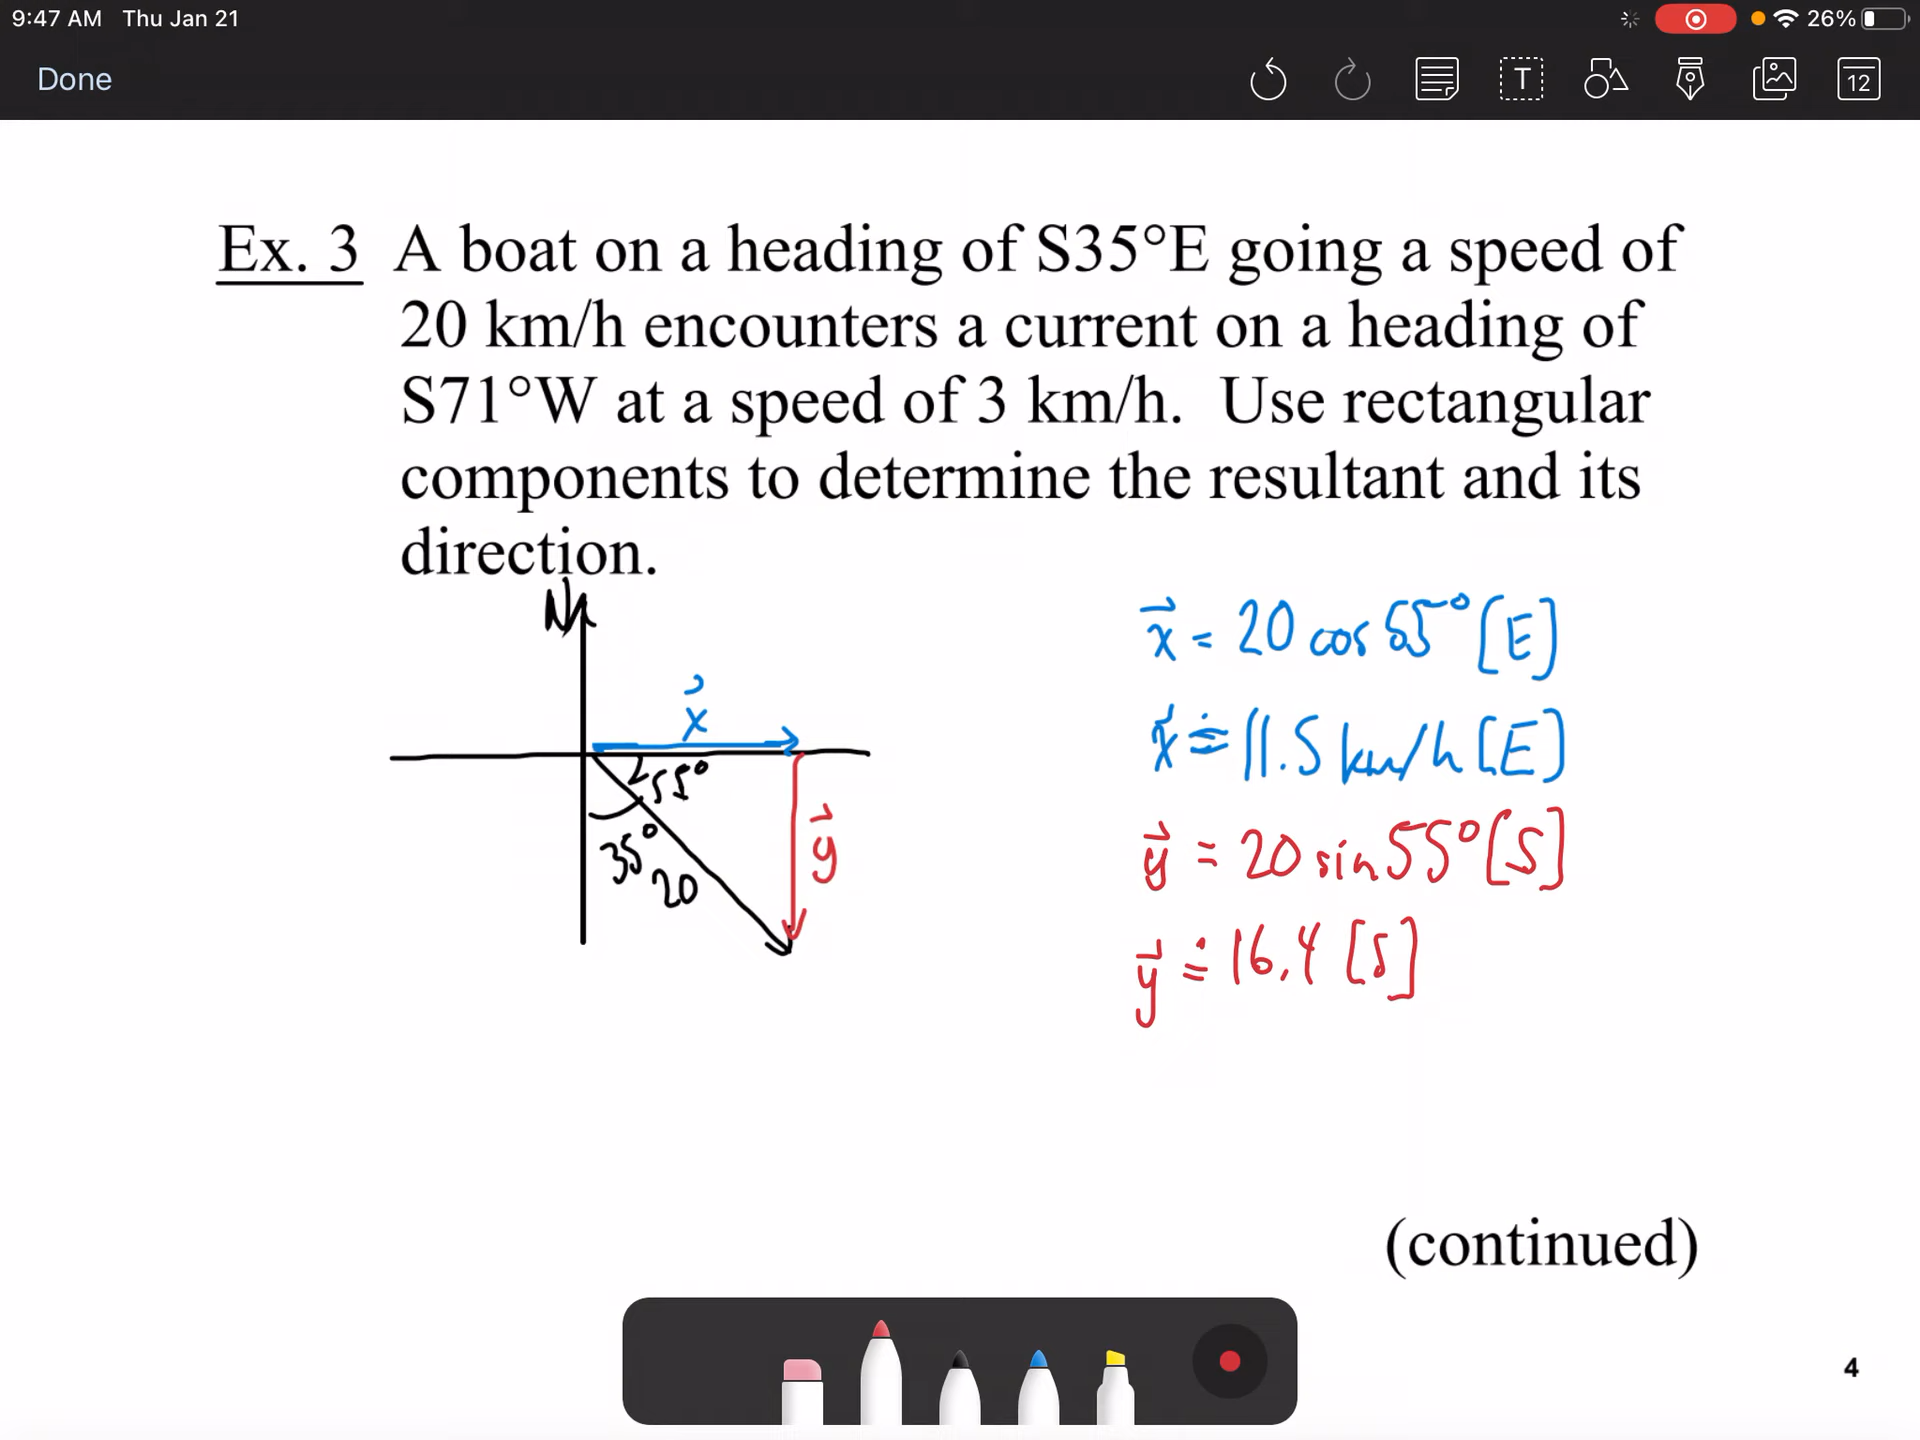 9:47 AM Thu Jan 21
26%
Done
T
12
Ex. 3 A boat on a heading of S35°E going a speed of
20 km/h encounters a current on a heading of
S71°W at a speed of 3 km/h. Use rectangular
components to determine the resultant and its
direction.
N
x⃗
55°
35°
20
y⃗
x⃗ = 20 cos 55° [E]
x⃗ ≐ 11.5 km/h [E]
y⃗ = 20 sin 55° [S]
y⃗ ≐ 16.4 [S]
(continued)
4